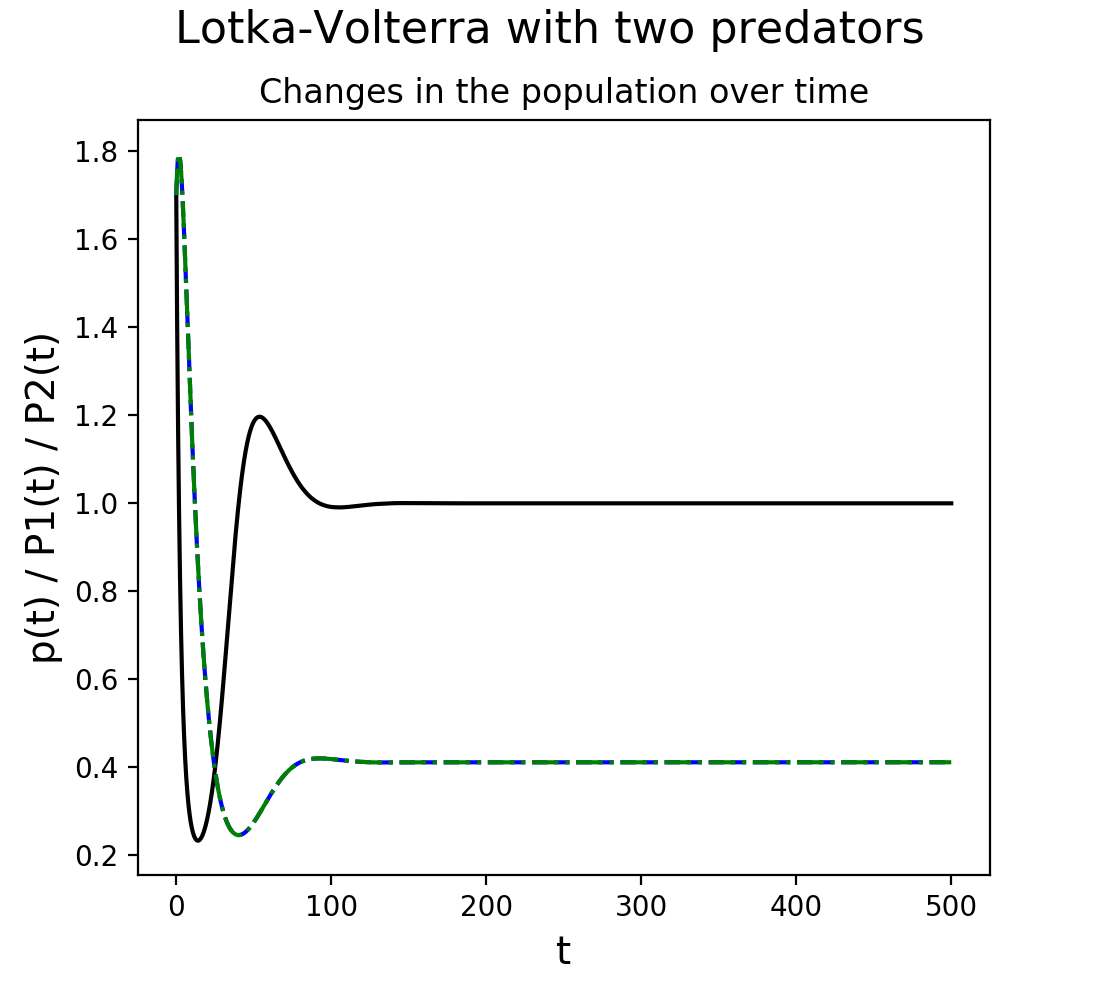 Lotka-Volterra with two predators
Changes in the population over time
p(t) / P1(t) / P2(t)
1.8
1.6
1.4
1.2
1.0
0.8
0.6
0.4
0.2
0 100 200 300 400 500
t